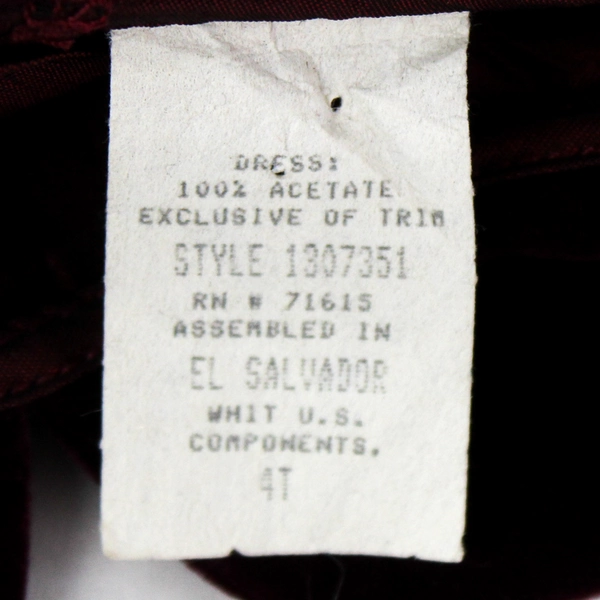 DRESS:
100% ACETATE
EXCLUSIVE OF TRIM
STYLE 1307351
RN # 71615
ASSEMBLED IN
EL SALVADOR
WHIT U.S.
COMPONENTS.
4T